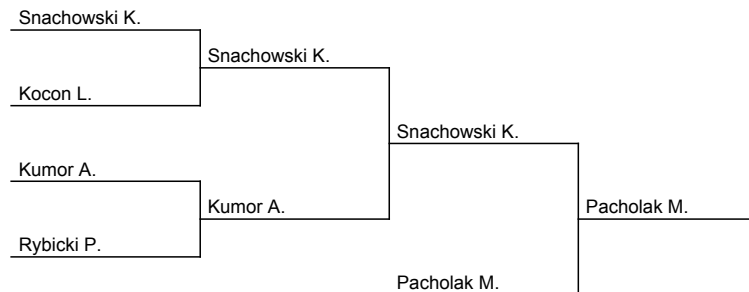 Snachowski K.
Snachowski K.
Kocon L.
Snachowski K.
Kumor A.
Kumor A.
Pacholak M.
Rybicki P.
Pacholak M.